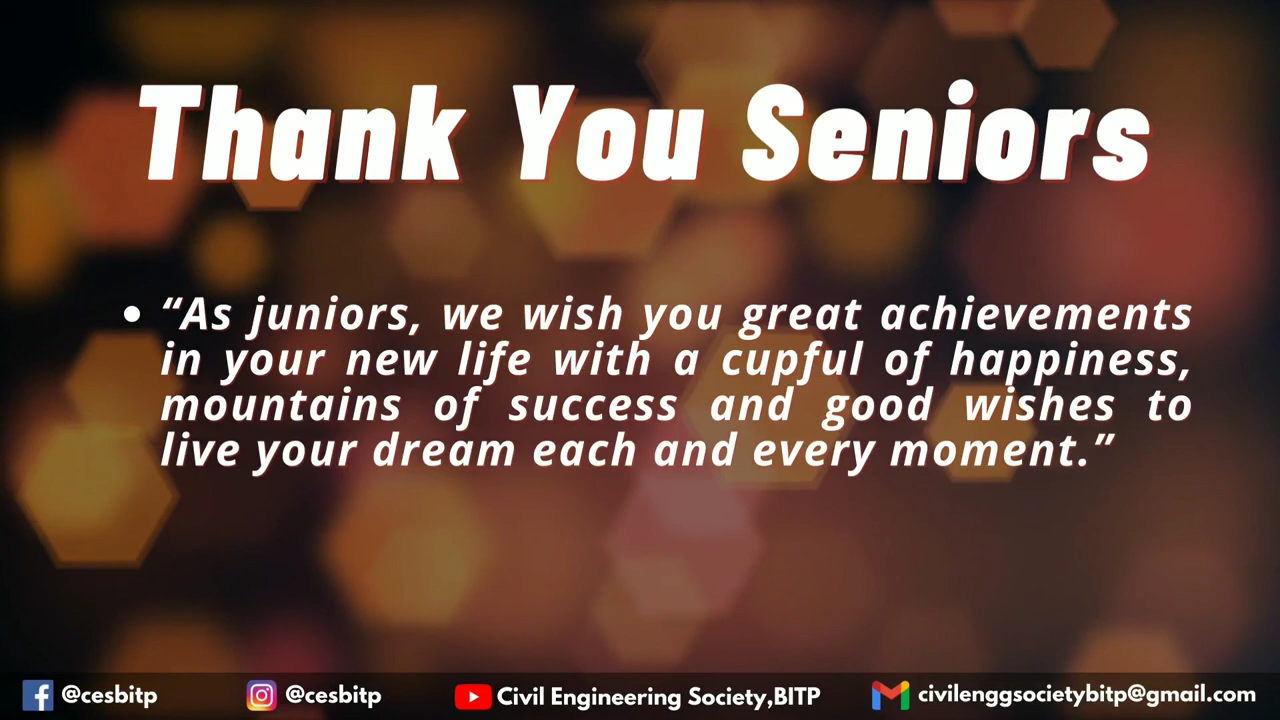 Thank You Seniors
• “As juniors, we wish you great achievements
in your new life with a cupful of happiness,
mountains of success and good wishes to
live your dream each and every moment.”
@cesbitp
@cesbitp
Civil Engineering Society,BITP
civilenggsocietybitp@gmail.com